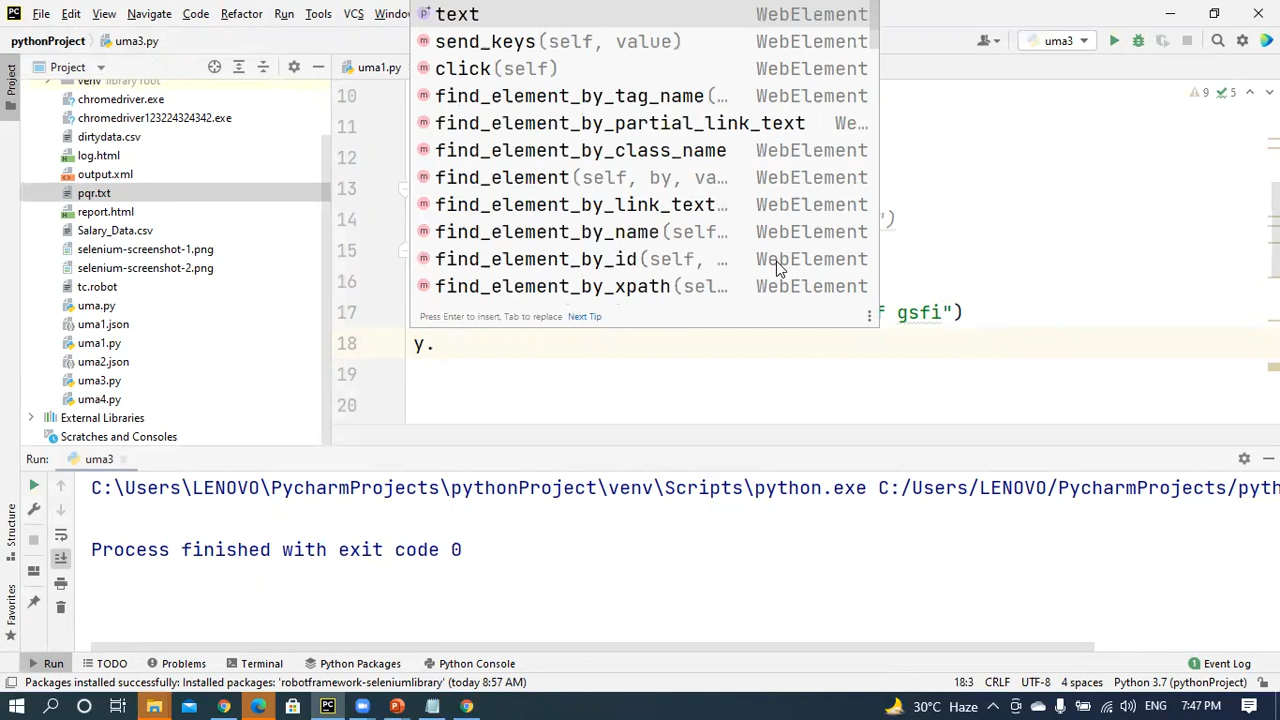 File Edit View Navigate Code Refactor Run Tools VCS Window
pythonProject uma3.py
uma3
Project
uma1.py
9 5
venv library root
chromedriver.exe
chromedriver123224324342.exe
dirtydata.csv
log.html
output.xml
pqr.txt
report.html
Salary_Data.csv
selenium-screenshot-1.png
selenium-screenshot-2.png
tc.robot
uma.py
uma1.json
uma1.py
uma2.json
uma3.py
uma4.py
External Libraries
Scratches and Consoles
Project
Structure
Favorites
text WebElement
send_keys(self, value) WebElement
click(self) WebElement
find_element_by_tag_name(… WebElement
find_element_by_partial_link_text We…
find_element_by_class_name WebElement
find_element(self, by, va… WebElement
find_element_by_link_text… WebElement
find_element_by_name(self… WebElement
find_element_by_id(self, … WebElement
find_element_by_xpath(sel… WebElement
Press Enter to insert, Tab to replace Next Tip
10
11
12
13
14 ")
15
16
17 f gsfi")
18 y.
19
20
Run: uma3
C:\Users\LENOVO\PycharmProjects\pythonProject\venv\Scripts\python.exe C:/Users/LENOVO/PycharmProjects/pyth
Process finished with exit code 0
Run TODO Problems Terminal Python Packages Python Console Event Log
Packages installed successfully: Installed packages: 'robotframework-seleniumlibrary' (today 8:57 AM) 18:3 CRLF UTF-8 4 spaces Python 3.7 (pythonProject)
30°C Haze ENG 7:47 PM